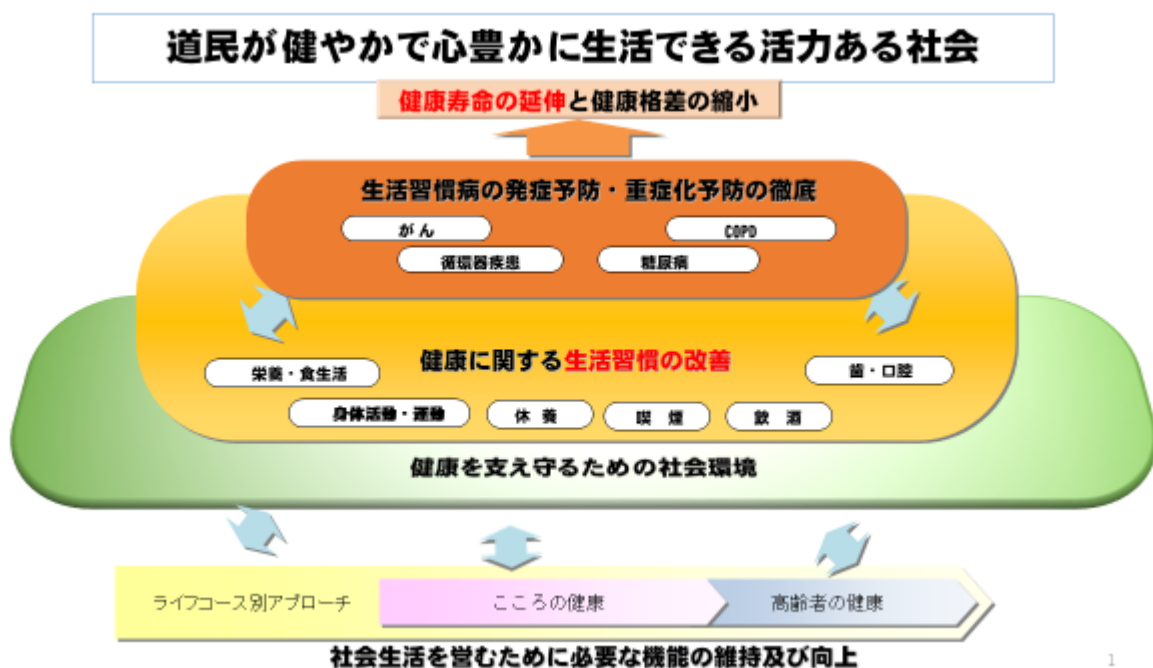 道民が健やかで心豊かに生活できる活力ある社会
健康寿命の延伸と健康格差の縮小
生活習慣病の発症予防・重症化予防の徹底
がん
COPD
循環器疾患
糖尿病
健康に関する生活習慣の改善
栄養・食生活
歯・口腔
身体活動・運動
休 養
喫 煙
飲 酒
健康を支え守るための社会環境
ライフコース別アプローチ
こころの健康
高齢者の健康
社会生活を営むために必要な機能の維持及び向上
1